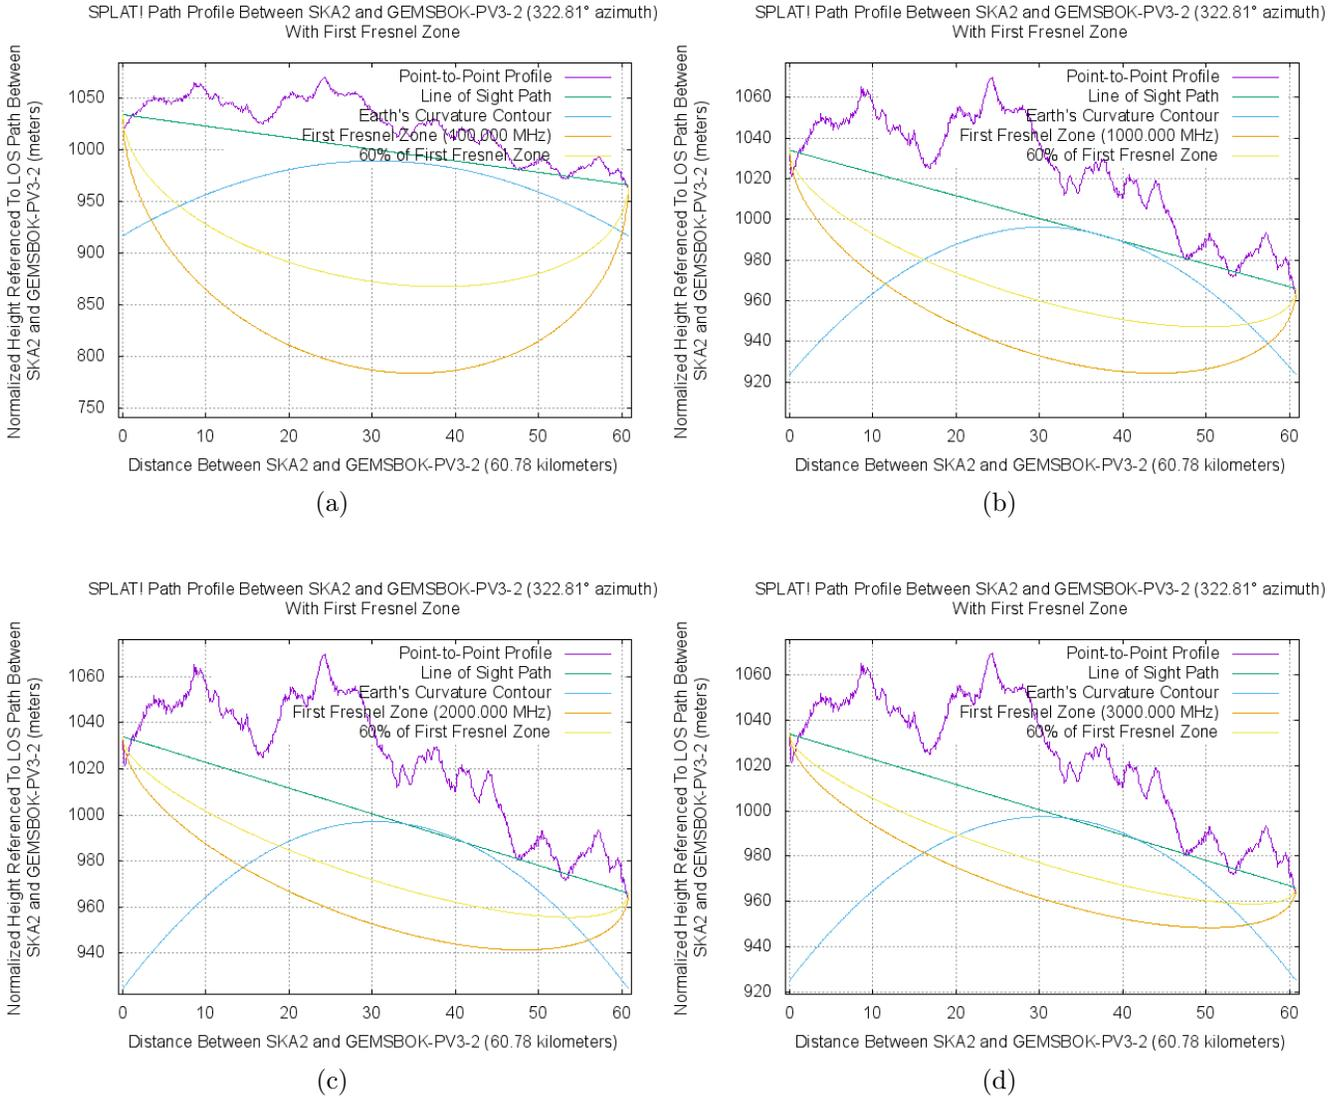 SPLAT! Path Profile Between SKA2 and GEMSBOK-PV3-2 (322.81° azimuth)
With First Fresnel Zone
Normalized Height Referenced To LOS Path Between
SKA2 and GEMSBOK-PV3-2 (meters)
1050
1000
950
900
850
800
750
Point-to-Point Profile
Line of Sight Path
Earth's Curvature Contour
First Fresnel Zone (400.000 MHz)
60% of First Fresnel Zone
0 10 20 30 40 50 60
Distance Between SKA2 and GEMSBOK-PV3-2 (60.78 kilometers)
(a)
SPLAT! Path Profile Between SKA2 and GEMSBOK-PV3-2 (322.81° azimuth)
With First Fresnel Zone
Normalized Height Referenced To LOS Path Between
SKA2 and GEMSBOK-PV3-2 (meters)
1060
1040
1020
1000
980
960
940
920
Point-to-Point Profile
Line of Sight Path
Earth's Curvature Contour
First Fresnel Zone (1000.000 MHz)
60% of First Fresnel Zone
0 10 20 30 40 50 60
Distance Between SKA2 and GEMSBOK-PV3-2 (60.78 kilometers)
(b)
SPLAT! Path Profile Between SKA2 and GEMSBOK-PV3-2 (322.81° azimuth)
With First Fresnel Zone
Normalized Height Referenced To LOS Path Between
SKA2 and GEMSBOK-PV3-2 (meters)
1060
1040
1020
1000
980
960
940
Point-to-Point Profile
Line of Sight Path
Earth's Curvature Contour
First Fresnel Zone (2000.000 MHz)
60% of First Fresnel Zone
0 10 20 30 40 50 60
Distance Between SKA2 and GEMSBOK-PV3-2 (60.78 kilometers)
(c)
SPLAT! Path Profile Between SKA2 and GEMSBOK-PV3-2 (322.81° azimuth)
With First Fresnel Zone
Normalized Height Referenced To LOS Path Between
SKA2 and GEMSBOK-PV3-2 (meters)
1060
1040
1020
1000
980
960
940
920
Point-to-Point Profile
Line of Sight Path
Earth's Curvature Contour
First Fresnel Zone (3000.000 MHz)
60% of First Fresnel Zone
0 10 20 30 40 50 60
Distance Between SKA2 and GEMSBOK-PV3-2 (60.78 kilometers)
(d)